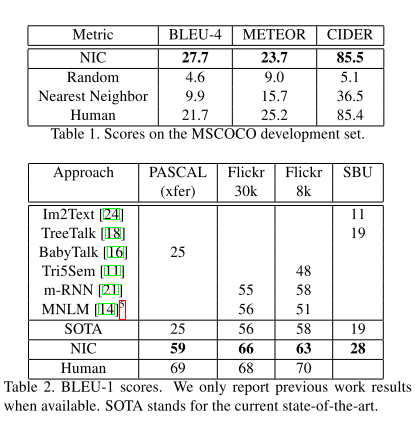 Metric BLEU-4 METEOR CIDER
NIC 27.7 23.7 85.5
Random 4.6 9.0 5.1
Nearest Neighbor 9.9 15.7 36.5
Human 21.7 25.2 85.4
Table 1. Scores on the MSCOCO development set.
Approach PASCAL Flickr Flickr SBU
(xfer) 30k 8k
Im2Text [24] 11
TreeTalk [18] 19
BabyTalk [16] 25
Tri5Sem [11] 48
m-RNN [21] 55 58
MNLM [14]5 56 51
SOTA 25 56 58 19
NIC 59 66 63 28
Human 69 68 70
Table 2. BLEU-1 scores. We only report previous work results
when available. SOTA stands for the current state-of-the-art.